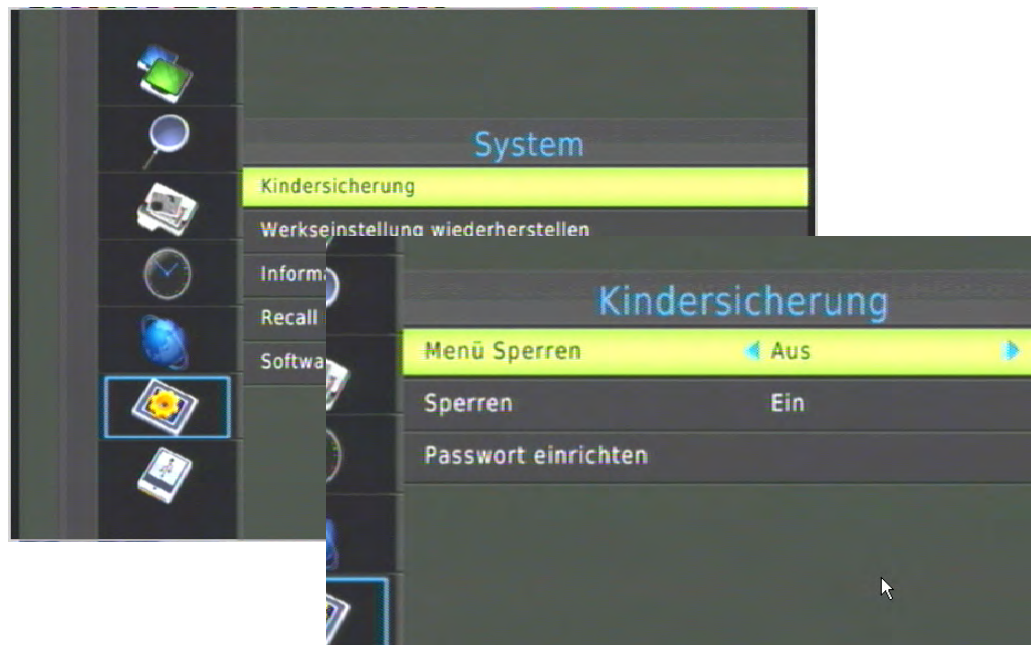 System
Kindersicherung
Werkseinstellung wiederherstellen
Recall
Kindersicherung
Menü Sperren Aus
Sperren Ein
Passwort einrichten